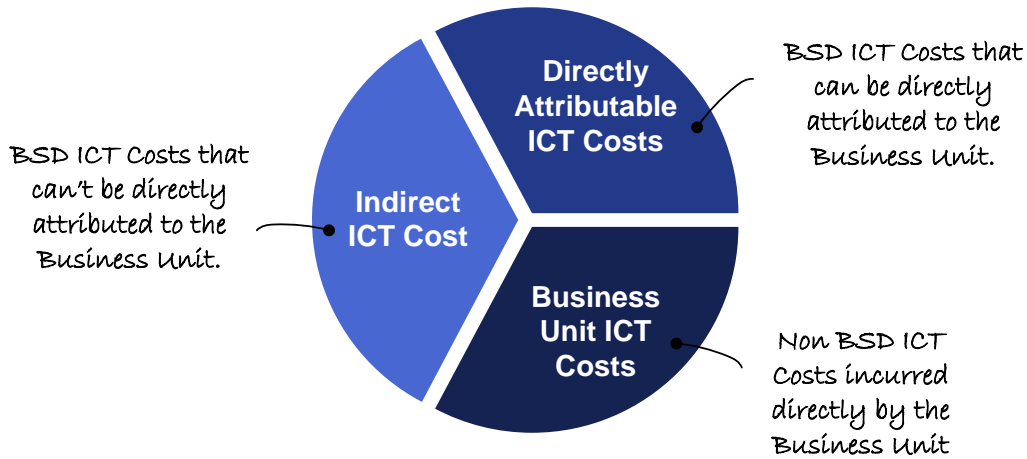 Directly
Attributable
ICT Costs
BSD ICT Costs that
can be directly
attributed to the
Business Unit.
BSD ICT Costs that
can't be directly
attributed to the
Business Unit.
Indirect
ICT Cost
Business
Unit ICT
Costs
Non BSD ICT
Costs incurred
directly by the
Business Unit